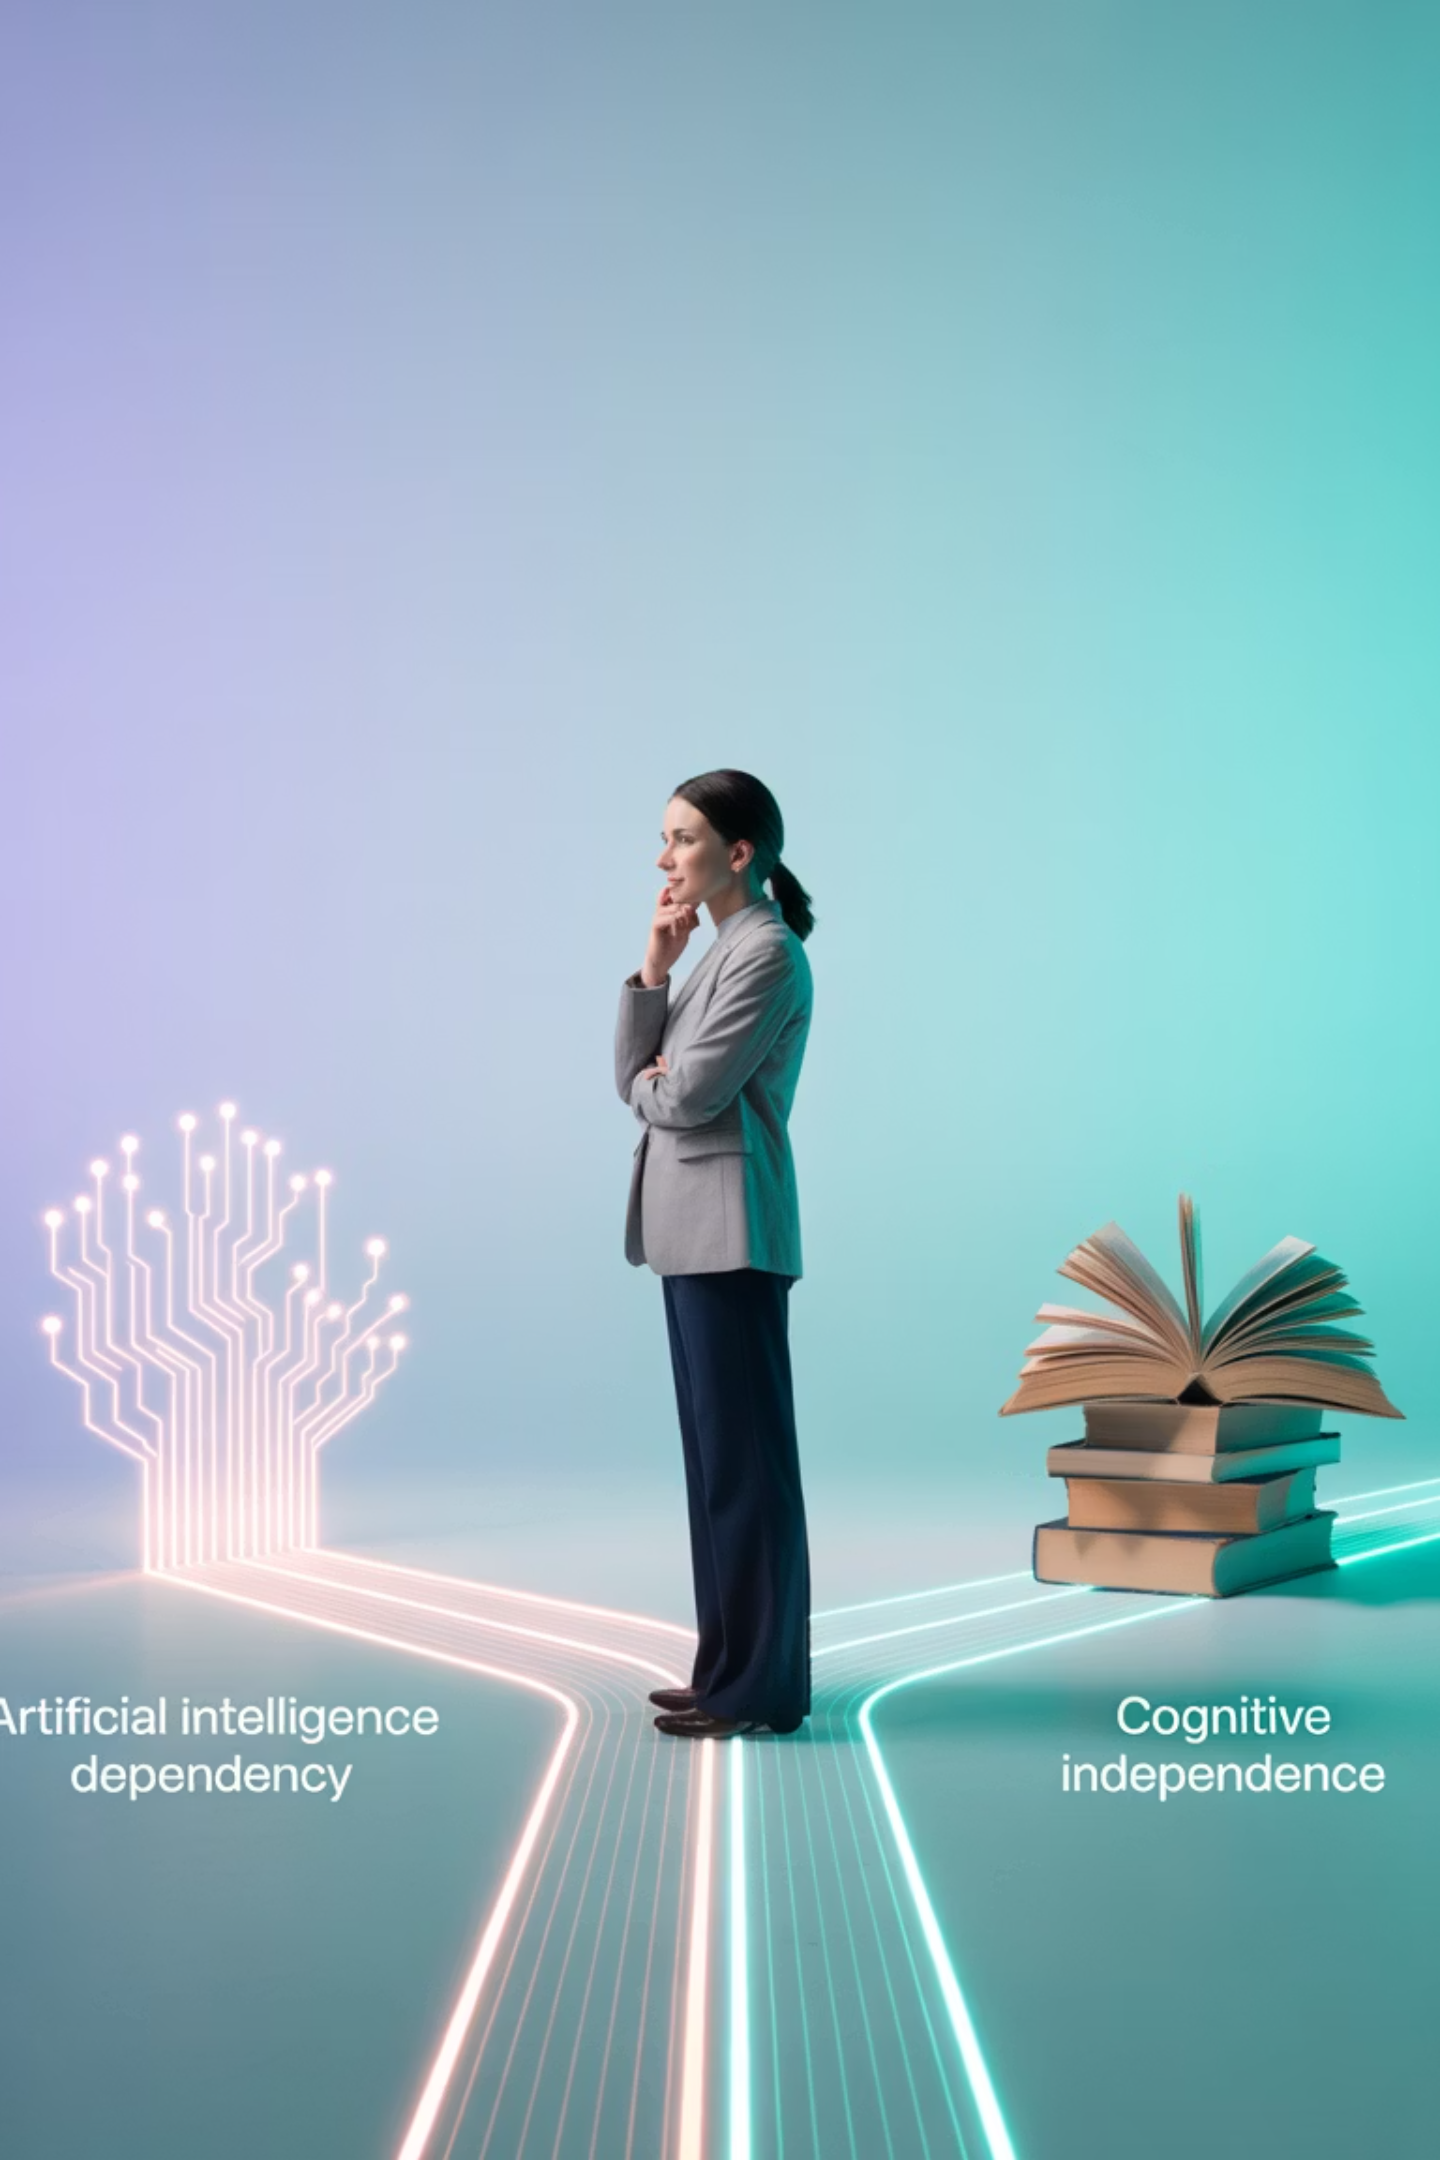 Artificial intelligence
dependency
Cognitive
independence